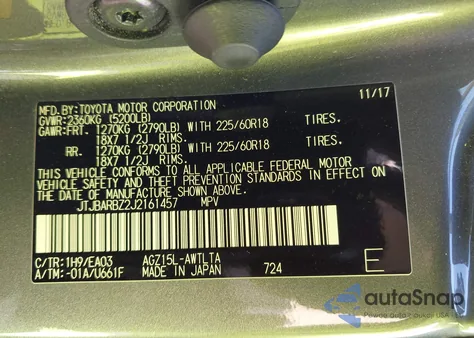 MFD.BY:TOYOTA MOTOR CORPORATION 11/17
GVWR:2360KG (5200LB)
GAWR:FRT. 1270KG (2790LB) WITH 225/60R18 TIRES.
18X7 1/2J RIMS.
RR. 1270KG (2790LB) WITH 225/60R18 TIRES.
18X7 1/2J RIMS.
THIS VEHICLE CONFORMS TO ALL APPLICABLE FEDERAL MOTOR
VEHICLE SAFETY AND THEFT PREVENTION STANDARDS IN EFFECT
ON THE DATE OF MANUFACTURE SHOWN ABOVE.
JTJBARBZ2J2161457 MPV
C/TR:1H9/EA03 AGZ15L-AWTLTA
A/TM:-01A/U661F MADE IN JAPAN 724 E
autoSnap